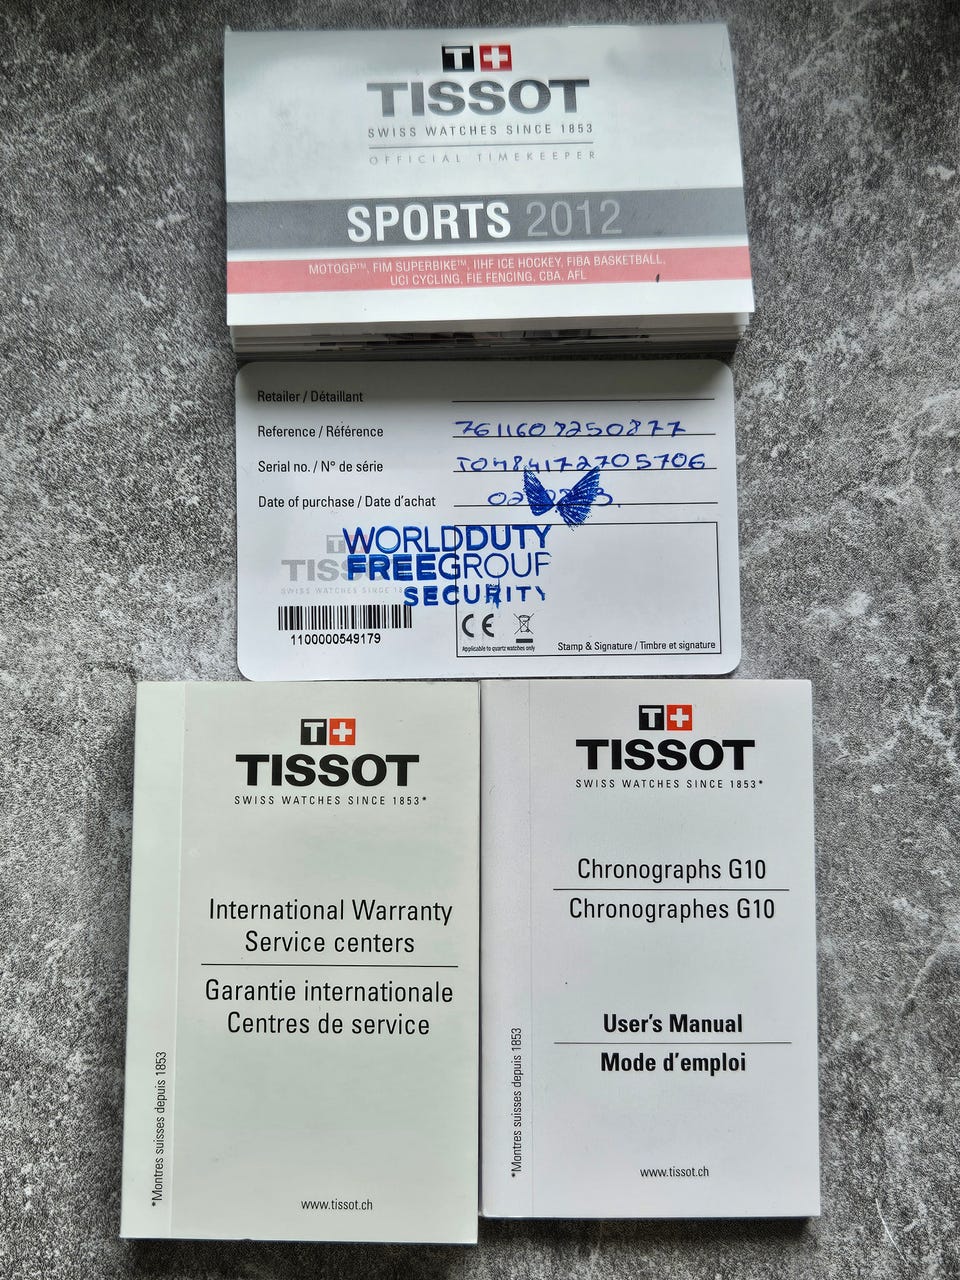 T+
TISSOT
SWISS WATCHES SINCE 1853
OFFICIAL TIMEKEEPER
SPORTS 2012
MOTOGP™, FIM SUPERBIKE™, IIHF ICE HOCKEY, FIBA BASKETBALL,
UCI CYCLING, FIE FENCING, CBA, AFL
Retailer / Détaillant
Reference / Référence 7611608250877
Serial no. / N° de série T0484172705706
Date of purchase / Date d'achat
WORLDDUTY
FREEGROUP
SECURITY
TISSOT
SWISS WATCHES SINCE
1100000549179
CE
Applicable to quartz watches only
Stamp & Signature / Timbre et signature
T+
TISSOT
SWISS WATCHES SINCE 1853*
International Warranty
Service centers
Garantie internationale
Centres de service
*Montres suisses depuis 1853
www.tissot.ch
T+
TISSOT
SWISS WATCHES SINCE 1853*
Chronographs G10
Chronographes G10
User's Manual
Mode d'emploi
*Montres suisses depuis 1853
www.tissot.ch